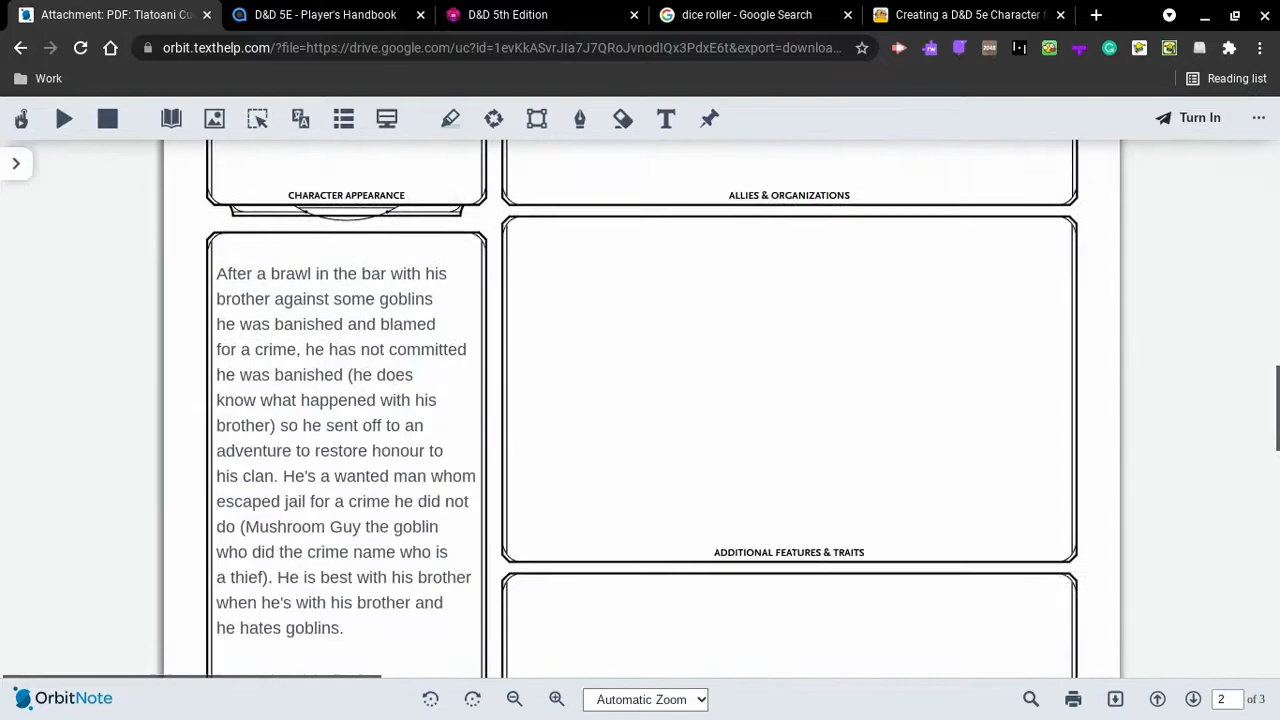 Attachment: PDF: Tlatoani Cu
D&D 5E - Player's Handbook
D&D 5th Edition
dice roller - Google Search
Creating a D&D 5e Character f
orbit.texthelp.com/?file=https://drive.google.com/uc?id=1evKkASvrJIa7J7QRoJvnodIQx3PdxE6t&export=downloa...
Work
Reading list
Turn In
CHARACTER APPEARANCE
ALLIES & ORGANIZATIONS
After a brawl in the bar with his
brother against some goblins
he was banished and blamed
for a crime, he has not committed
he was banished (he does
know what happened with his
brother) so he sent off to an
adventure to restore honour to
his clan. He's a wanted man whom
escaped jail for a crime he did not
do (Mushroom Guy the goblin
who did the crime name who is
a thief). He is best with his brother
when he's with his brother and
he hates goblins.
ADDITIONAL FEATURES & TRAITS
OrbitNote
Automatic Zoom
2 of 3